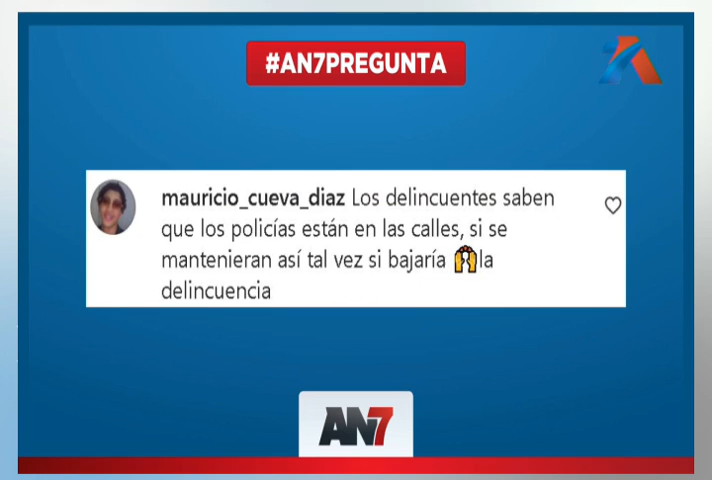 #AN7PREGUNTA
mauricio_cueva_diaz Los delincuentes saben
que los policías están en las calles, si se
mantenieran así tal vez si bajaría 🙌la
delincuencia
AN7